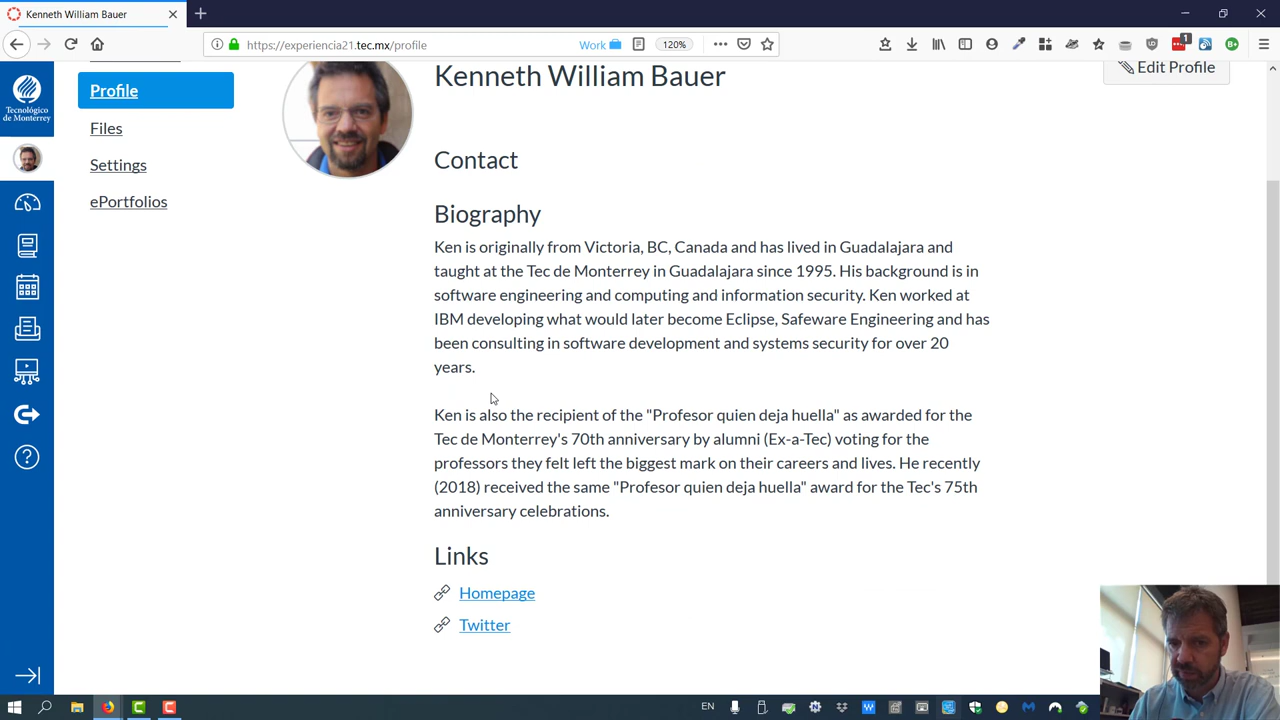 Kenneth William Bauer
https://experiencia21.tec.mx/profile
Work
120%
1
Tecnológico
de Monterrey
Profile
Files
Settings
ePortfolios
Kenneth William Bauer
Edit Profile
Contact
Biography
Ken is originally from Victoria, BC, Canada and has lived in Guadalajara and
taught at the Tec de Monterrey in Guadalajara since 1995. His background is in
software engineering and computing and information security. Ken worked at
IBM developing what would later become Eclipse, Safeware Engineering and has
been consulting in software development and systems security for over 20
years.
Ken is also the recipient of the "Profesor quien deja huella" as awarded for the
Tec de Monterrey's 70th anniversary by alumni (Ex-a-Tec) voting for the
professors they felt left the biggest mark on their careers and lives. He recently
(2018) received the same "Profesor quien deja huella" award for the Tec's 75th
anniversary celebrations.
Links
Homepage
Twitter
EN